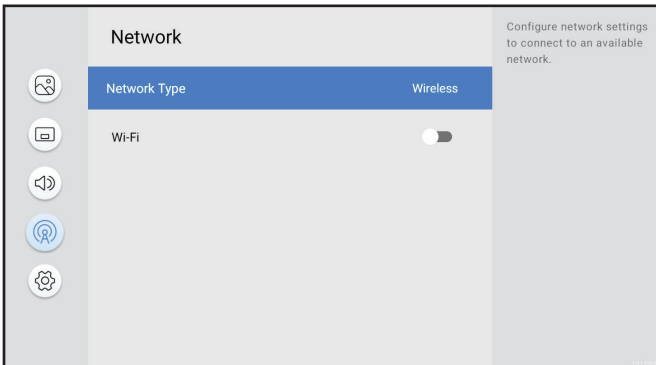 Network
Configure network settings
to connect to an available
network.
Network Type
Wireless
Wi-Fi